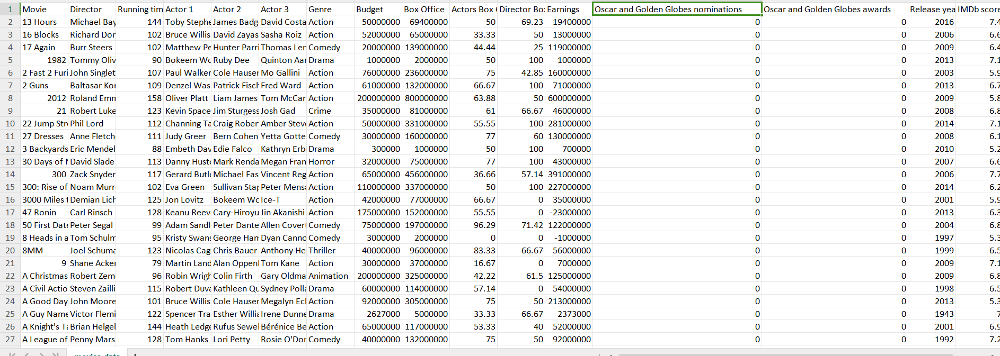 1 Movie Director Running tim Actor 1 Actor 2 Actor 3 Genre Budget Box Office Actors Box Director Bo Earnings Oscar and Golden Globes nominations Oscar and Golden Globes awards Release yea IMDb score
2 13 Hours Michael Bay 144 Toby Stephe James Badg David Costa Action 50000000 69400000 50 69.23 19400000 0 0 2016 7.4
3 16 Blocks Richard Don 102 Bruce Willis David Zayas Sasha Roiz Action 52000000 65000000 33.33 50 13000000 0 0 2006 6.6
4 17 Again Burr Steers 102 Matthew Pe Hunter Parri Thomas Len Comedy 20000000 139000000 44.44 25 119000000 0 0 2009 6.4
5 1982 Tommy Oliv 90 Bokeem Wo Ruby Dee Quinton Aar Drama 1000000 2000000 50 100 1000000 0 0 2013 7.1
6 2 Fast 2 Furi John Singlet 107 Paul Walker Cole Hauser Mo Gallini Action 76000000 236000000 75 42.85 160000000 0 0 2003 5.9
7 2 Guns Baltasar Kor 109 Denzel Was Patrick Fisch Fred Ward Action 61000000 132000000 66.67 100 71000000 0 0 2013 6.7
8 2012 Roland Emm 158 Oliver Platt Liam James Tom McCar Action 200000000 800000000 63.88 50 600000000 0 0 2009 5.8
9 21 Robert Luke 123 Kevin Space Jim Sturgess Josh Gad Crime 35000000 81000000 61 66.67 46000000 0 0 2008 6.8
10 22 Jump Str Phil Lord 112 Channing Ta Craig Rober Amber Steve Action 50000000 331000000 55.55 100 281000000 0 0 2014 7.1
11 27 Dresses Anne Fletch 111 Judy Greer Bern Cohen Yetta Gotte Comedy 30000000 160000000 77 60 130000000 0 0 2008 6.1
12 3 Backyards Eric Mendel 88 Embeth Dav Edie Falco Kathryn Erb Drama 300000 1000000 50 100 700000 0 0 2010 5.2
13 30 Days of N David Slade 113 Danny Husto Mark Renda Megan Fran Horror 32000000 75000000 77 100 43000000 0 0 2007 6.6
14 300 Zack Snyder 117 Gerard Butle Michael Fas Vincent Reg Action 65000000 456000000 36.66 57.14 391000000 0 0 2006 7.7
15 300: Rise of Noam Murr 102 Eva Green Sullivan Stap Peter Mensa Action 110000000 337000000 50 100 227000000 0 0 2014 6.2
16 3000 Miles t Demian Lich 125 Jon Lovitz Bokeem Wo Ice-T Action 42000000 77000000 66.67 0 35000000 0 0 2001 5.9
17 47 Ronin Carl Rinsch 128 Keanu Reev Cary-Hiroyu Jin Akanishi Action 175000000 152000000 55.55 0 -23000000 0 0 2013 6.3
18 50 First Date Peter Segal 99 Adam Sandl Peter Dante Allen Covert Comedy 75000000 197000000 96.29 71.42 122000000 0 0 2004 6.8
19 8 Heads in a Tom Schulm 95 Kristy Swans George Ham Dyan Canno Comedy 3000000 2000000 0 0 -1000000 0 0 1997 5.3
20 8MM Joel Schuma 123 Nicolas Cag Chris Bauer Anthony He Thriller 40000000 96000000 83.33 66.67 56000000 0 0 1999 6.5
21 9 Shane Acker 79 Martin Land Alan Oppen Tom Kane Action 30000000 37000000 16.67 0 7000000 0 0 2009 7.1
22 A Christmas Robert Zem 96 Robin Wrigh Colin Firth Gary Oldma Animation 200000000 325000000 42.22 61.5 125000000 0 0 2009 6.8
23 A Civil Actio Steven Zailli 115 Robert Duva Kathleen Qu Sydney Polla Drama 60000000 114000000 57.14 0 54000000 0 0 1998 6.5
24 A Good Day John Moore 101 Bruce Willis Cole Hauser Megalyn Ecl Action 92000000 305000000 75 50 213000000 0 0 2013 5.3
25 A Guy Name Victor Flemi 122 Spencer Tra Esther Willia Irene Dunne Drama 2627000 5000000 33.33 66.67 2373000 0 0 1943 7
26 A Knight's Ta Brian Helgel 144 Heath Ledge Rufus Sewel Bérénice Be Action 65000000 117000000 53.33 40 52000000 0 0 2001 6.9
27 A League of Penny Mars 128 Tom Hanks Lori Petty Rosie O'Don Comedy 40000000 132000000 75 50 92000000 0 0 1992 7.2